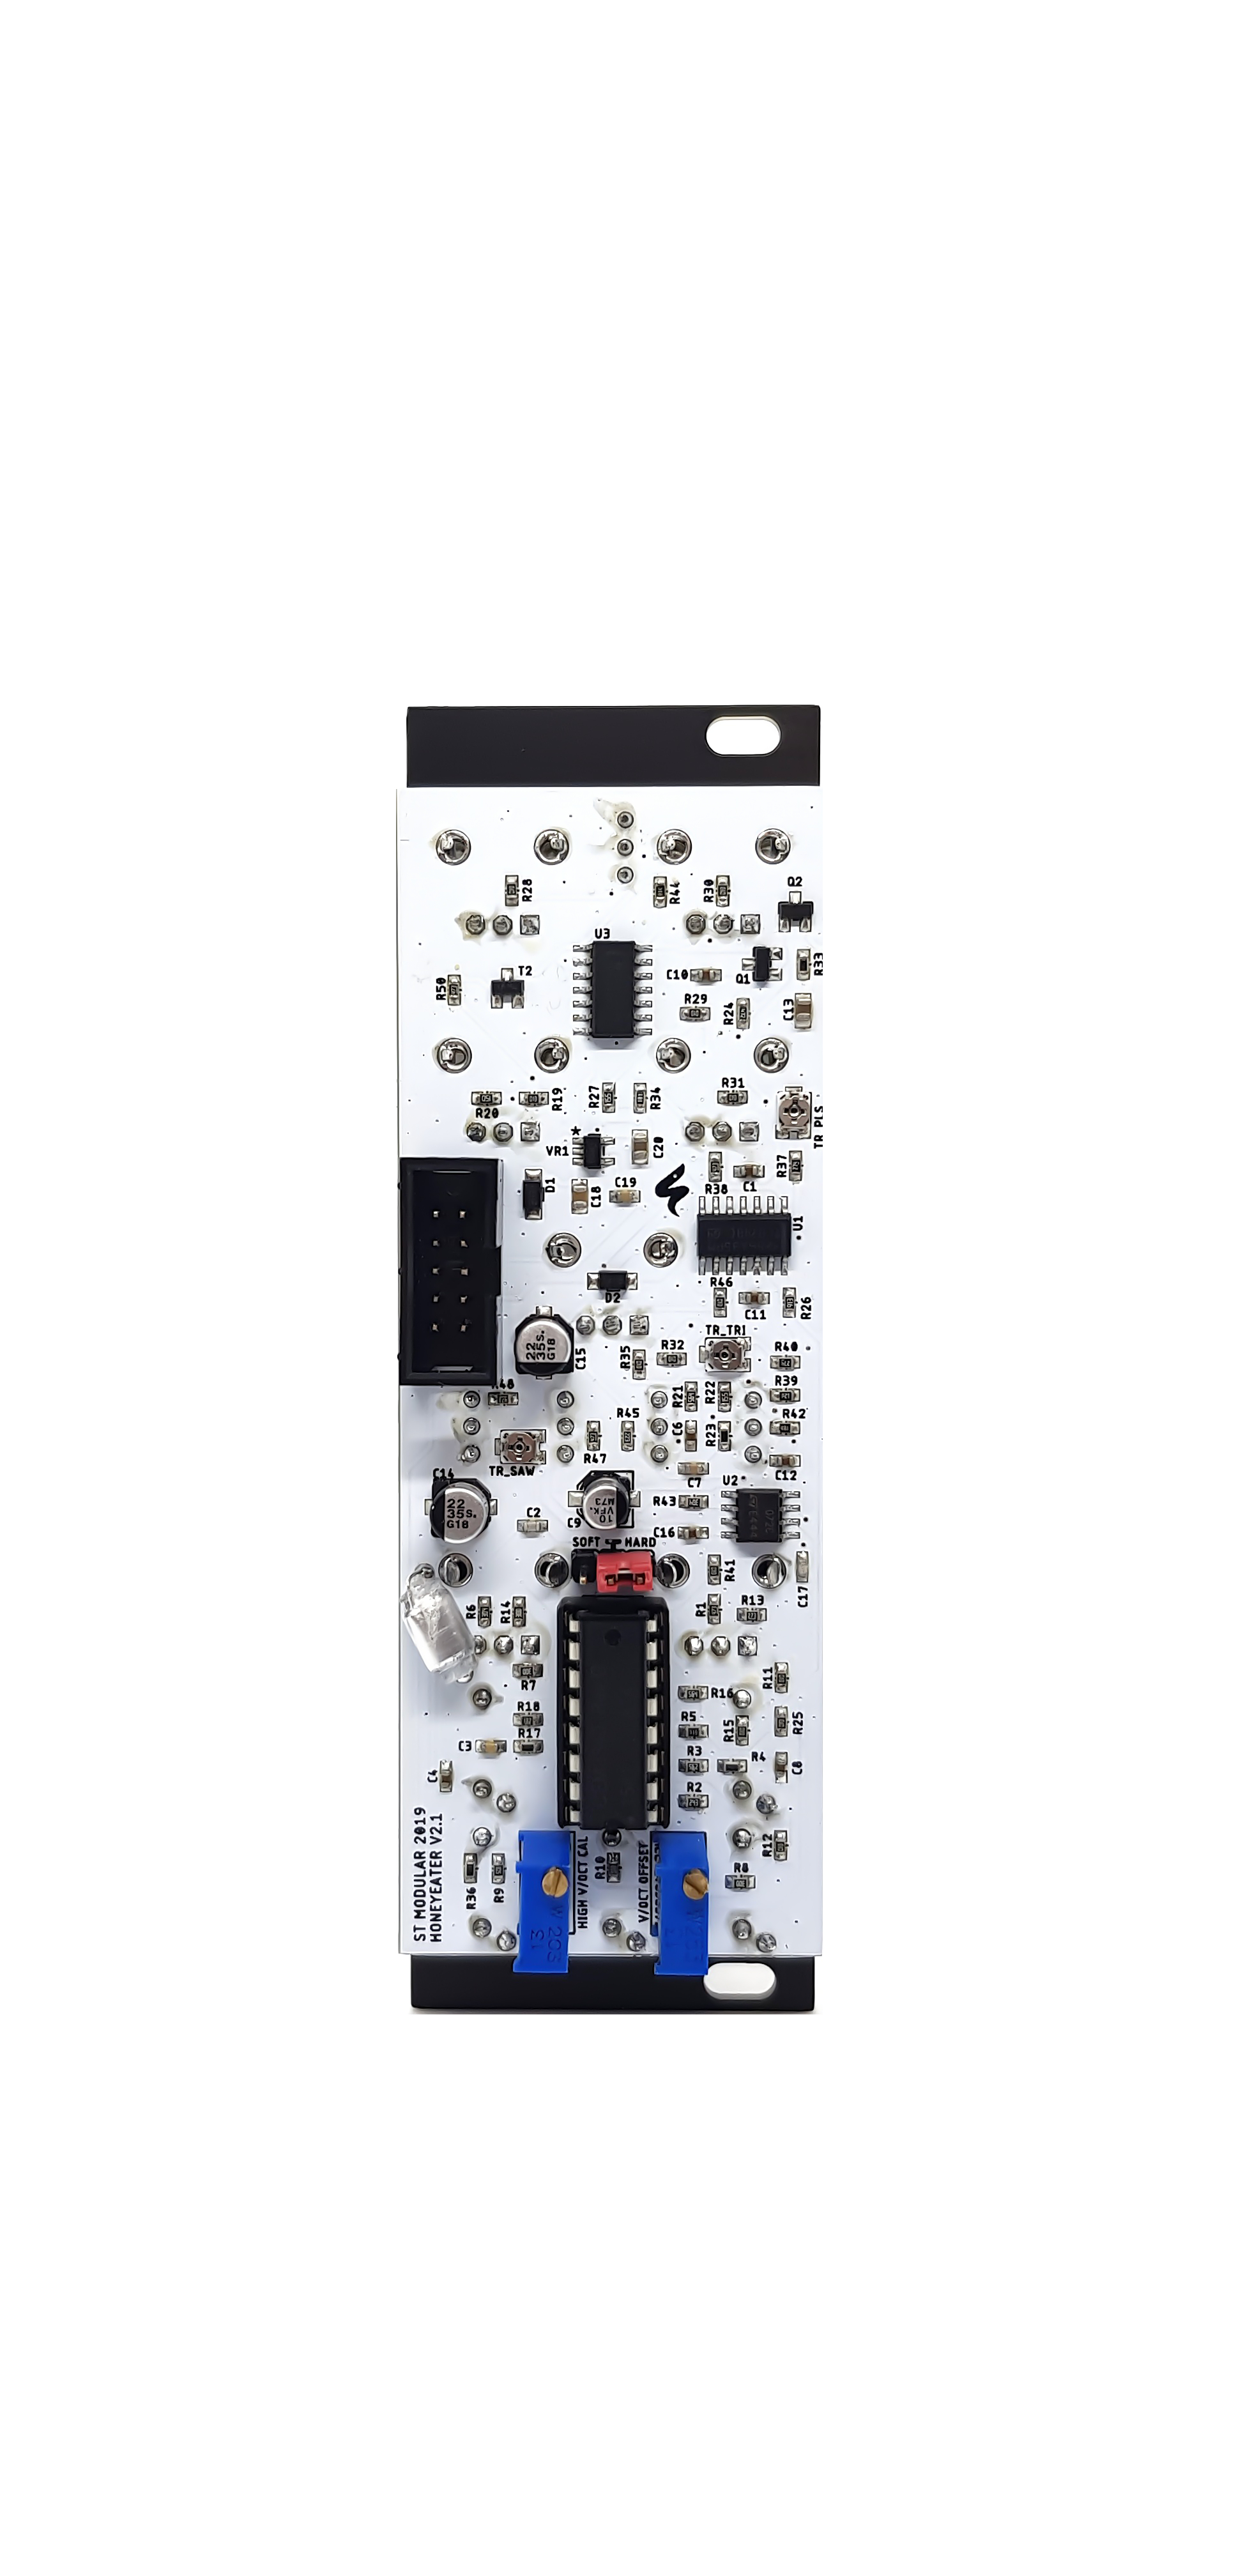 Q2
R28
R44
R30
U3
R33
T2
C10
Q1
R50
R29
R24
C13
R31
R27
R34
R19
R20
TR_PLS
VR1
*
C20
R37
D1
C18
C19
R38
C1
U1
D2
R46
C11
R26
TR_TRI
22
35S.
G18
C15
R35
R32
R40
R39
R21
R22
R42
R45
C6
R23
R47
TR_SAW
C12
C7
U2
C14
22
35S.
G18
C2
C9
10
VFK.
M73
R43
C16
SOFT
HARD
R41
C17
R6
R14
R1
R13
R7
R11
R16
R18
R5
R15
R25
R17
C3
R3
R4
C8
C4
R2
ST MODULAR 2019
HONEYEATER V2.1
R36
R9
HIGH V/OCT CAL
R10
V/OCT OFFSET
R12
R8